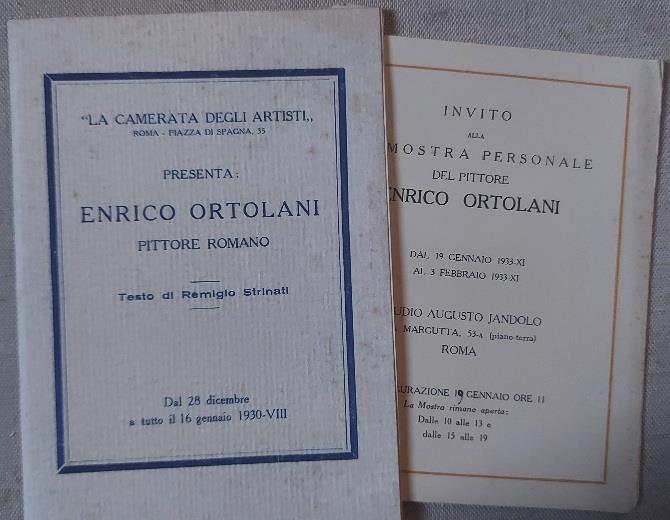 "LA CAMERATA DEGLI ARTISTI„
ROMA - PIAZZA DI SPAGNA, 35
PRESENTA:
ENRICO ORTOLANI
PITTORE ROMANO
Testo di Remigio Strinati
Dal 28 dicembre
a tutto il 16 gennaio 1930-VIII
INVITO
ALLA
MOSTRA PERSONALE
DEL PITTORE
ENRICO ORTOLANI
DAL 19 GENNAIO 1933-XI
AL 3 FEBBRAIO 1933-XI
UDIO AUGUSTO JANDOLO
MARGUTTA, 53-A (piano-terra)
ROMA
URAZIONE 19 GENNAIO ORE 11
La Mostra rimane aperta:
Dalle 10 alle 13 e
dalle 15 alle 19